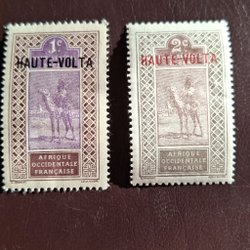 1c
HAUTE-VOLTA
AFRIQUE
OCCIDENTALE
FRANÇAISE
2c
HAUTE-VOLTA
AFRIQUE
OCCIDENTALE
FRANÇAISE